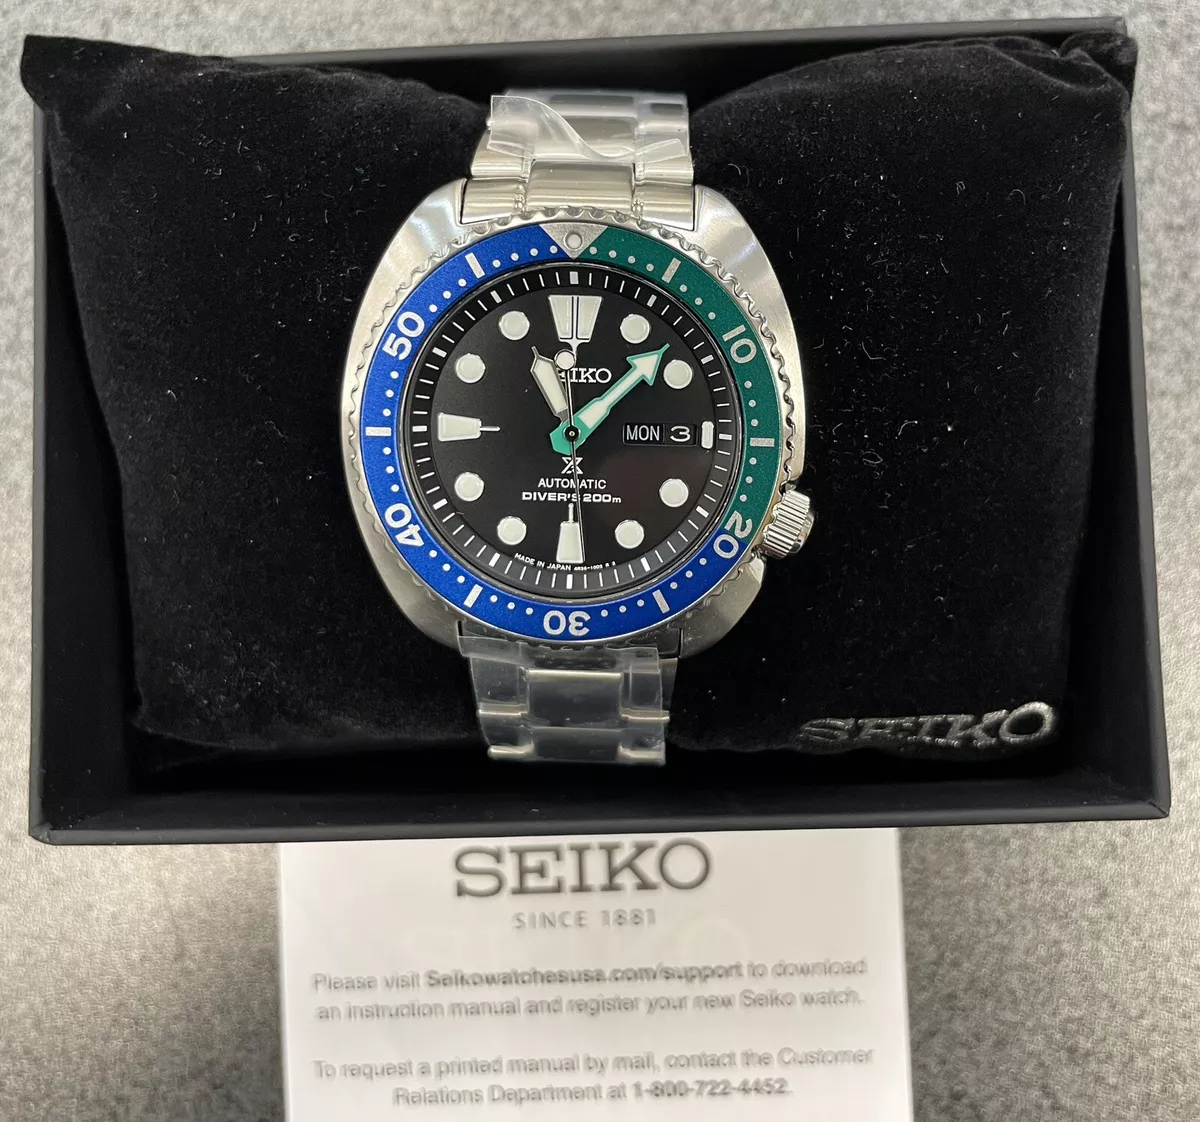 10
20
30
40
50
SEIKO
MON 3
AUTOMATIC
DIVER'S 200m
MADE IN JAPAN
SEIKO
SEIKO
SINCE 1881
Please visit Seikowatchesusa.com/support to download
an instruction manual and register your new Seiko watch.
To request a printed manual by mail, contact the Customer
Relations Department at 1-800-722-4452.